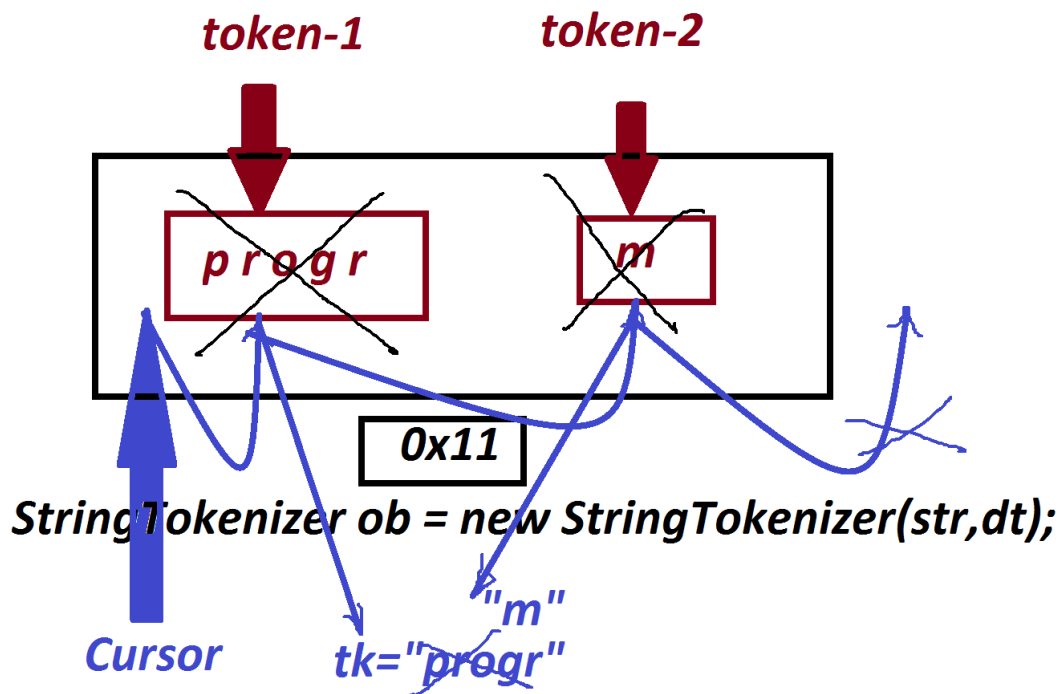 token-1 token-2
p r o g r m
0x11
StringTokenizer ob = new StringTokenizer(str,dt);
"m"
Cursor tk="progr"